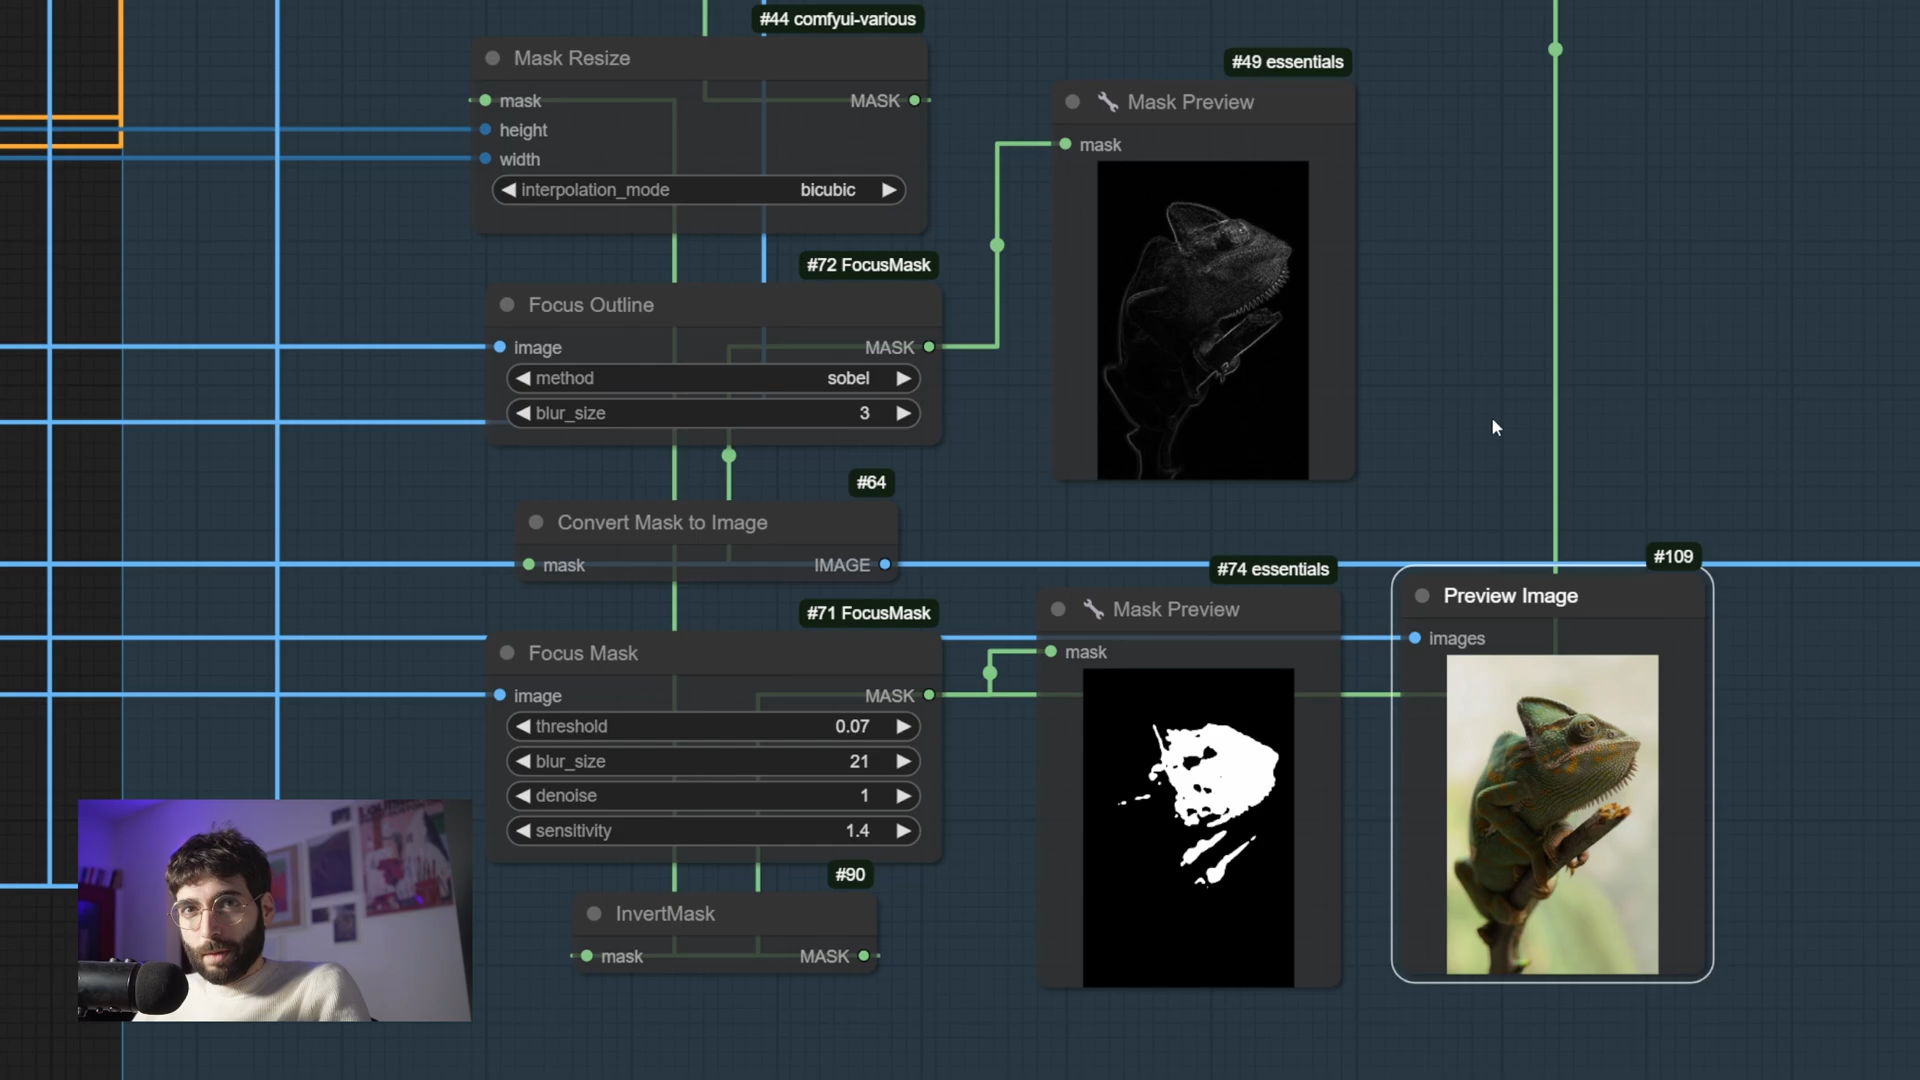 #44 comfyui-various
Mask Resize
mask
MASK
height
width
interpolation_mode
bicubic
#49 essentials
Mask Preview
mask
#72 FocusMask
Focus Outline
image
MASK
method
sobel
blur_size
3
#64
Convert Mask to Image
mask
IMAGE
#71 FocusMask
Focus Mask
image
MASK
threshold
0.07
blur_size
21
denoise
1
sensitivity
1.4
#74 essentials
Mask Preview
mask
#109
Preview Image
images
#90
InvertMask
mask
MASK